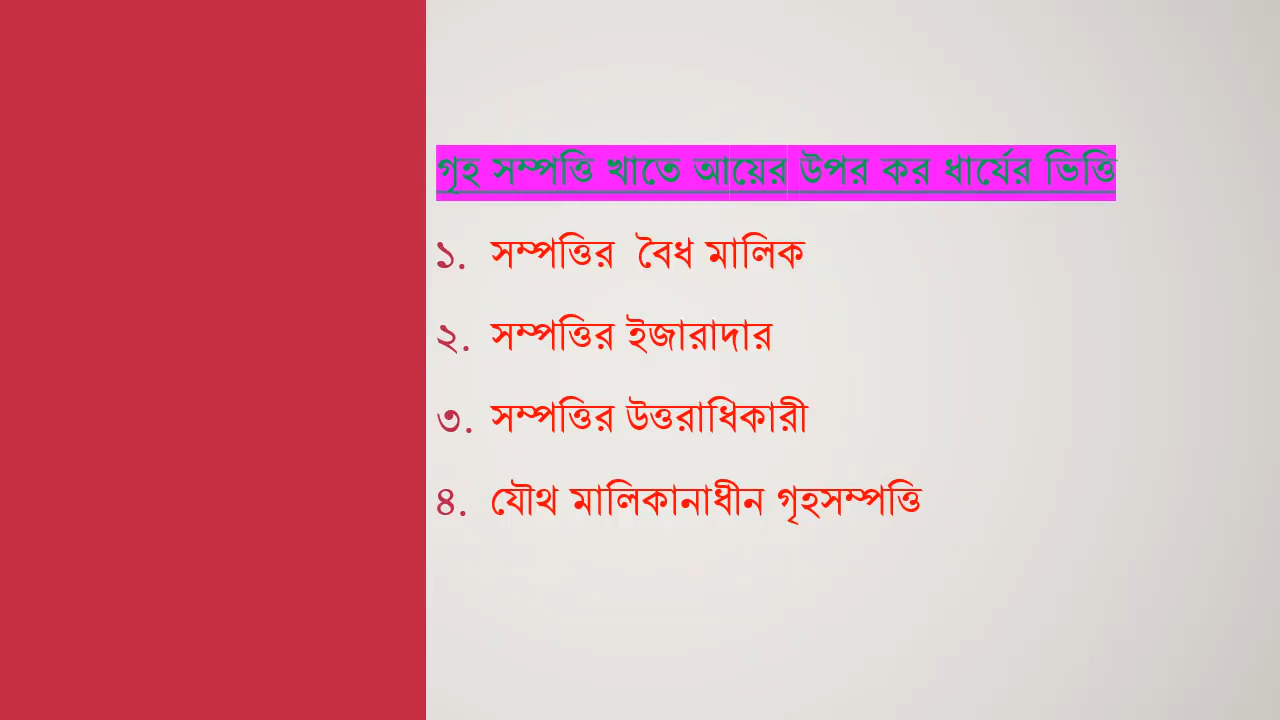 গৃহ সম্পত্তি খাতে আয়ের উপর কর ধার্যের ভিত্তি
১. সম্পত্তির বৈধ মালিক
২. সম্পত্তির ইজারাদার
৩. সম্পত্তির উত্তরাধিকারী
৪. যৌথ মালিকানাধীন গৃহসম্পত্তি